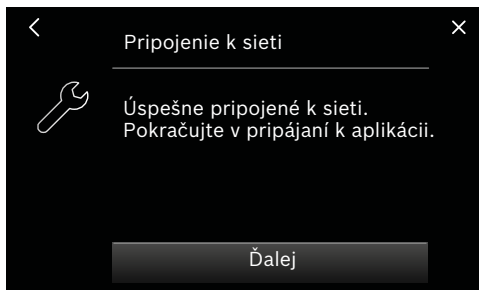 Pripojenie k sieti
Úspešne pripojené k sieti.
Pokračujte v pripájaní k aplikácii.
Ďalej